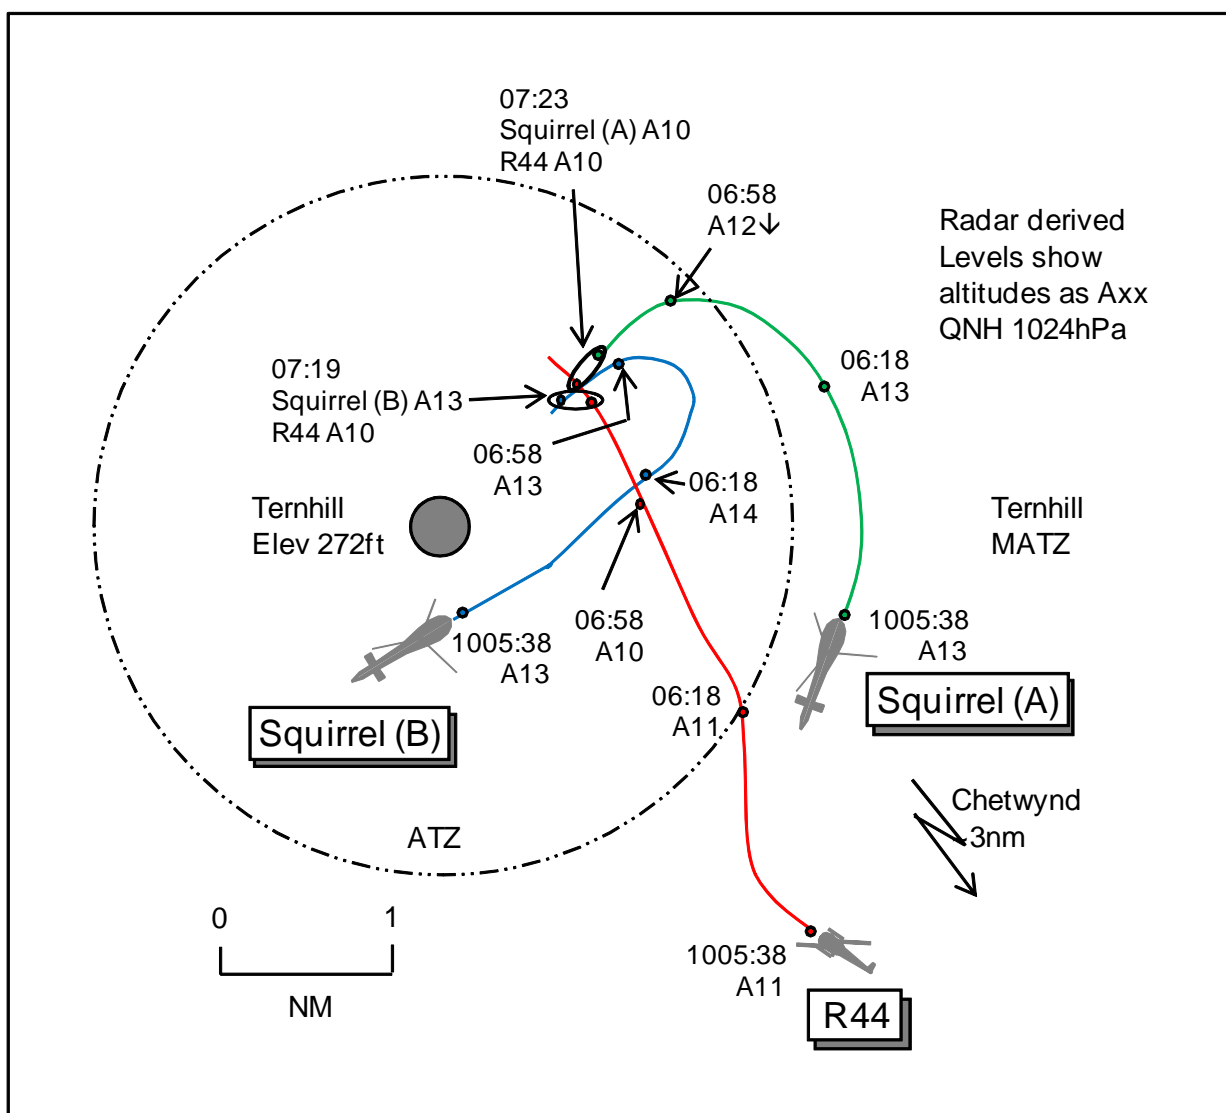 07:23
Squirrel (A) A10
R44 A10
06:58
A12↓
Radar derived
Levels show
altitudes as Axx
QNH 1024hPa
07:19
Squirrel (B) A13
R44 A10
06:18
A13
06:58
A13
06:18
A14
Ternhill
Elev 272ft
Ternhill
MATZ
1005:38
A13
06:58
A10
1005:38
A13
06:18
A11
Squirrel (A)
Squirrel (B)
Chetwynd
3nm
ATZ
0 1
NM
1005:38
A11
R44